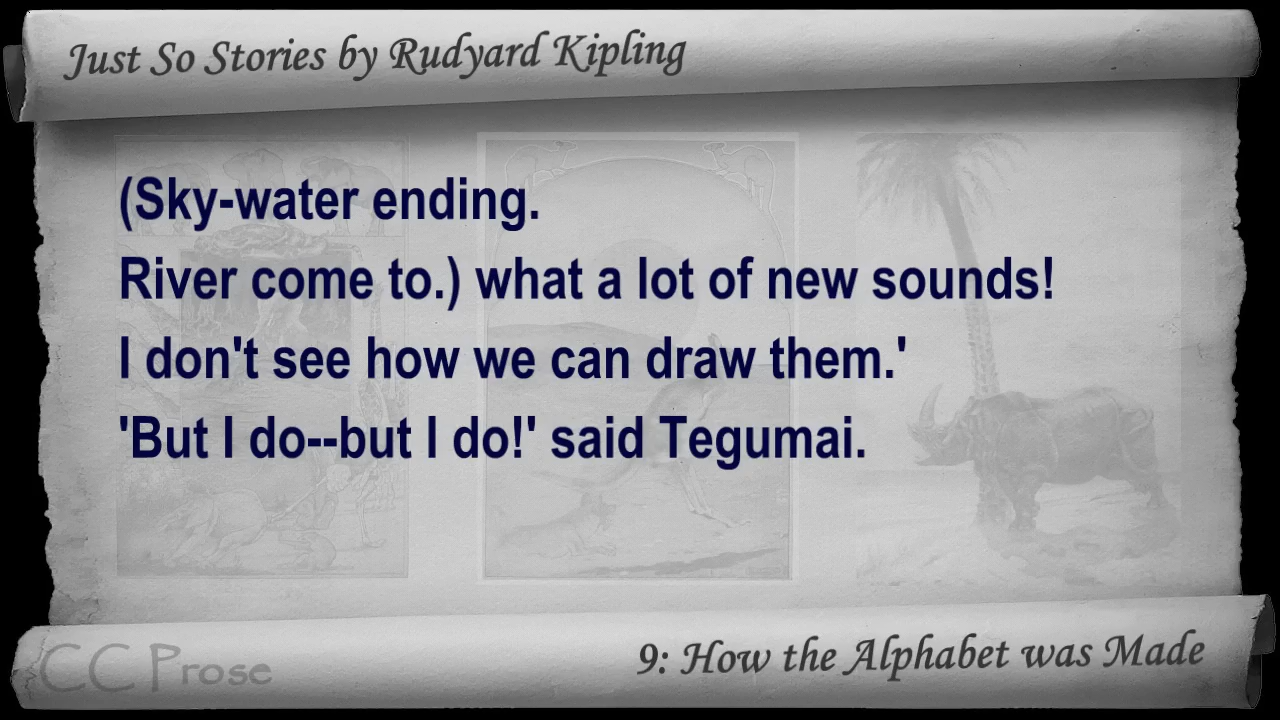 Just So Stories by Rudyard Kipling
(Sky-water ending.
River come to.) what a lot of new sounds!
I don't see how we can draw them.'
'But I do--but I do!' said Tegumai.
CC Prose
9: How the Alphabet was Made